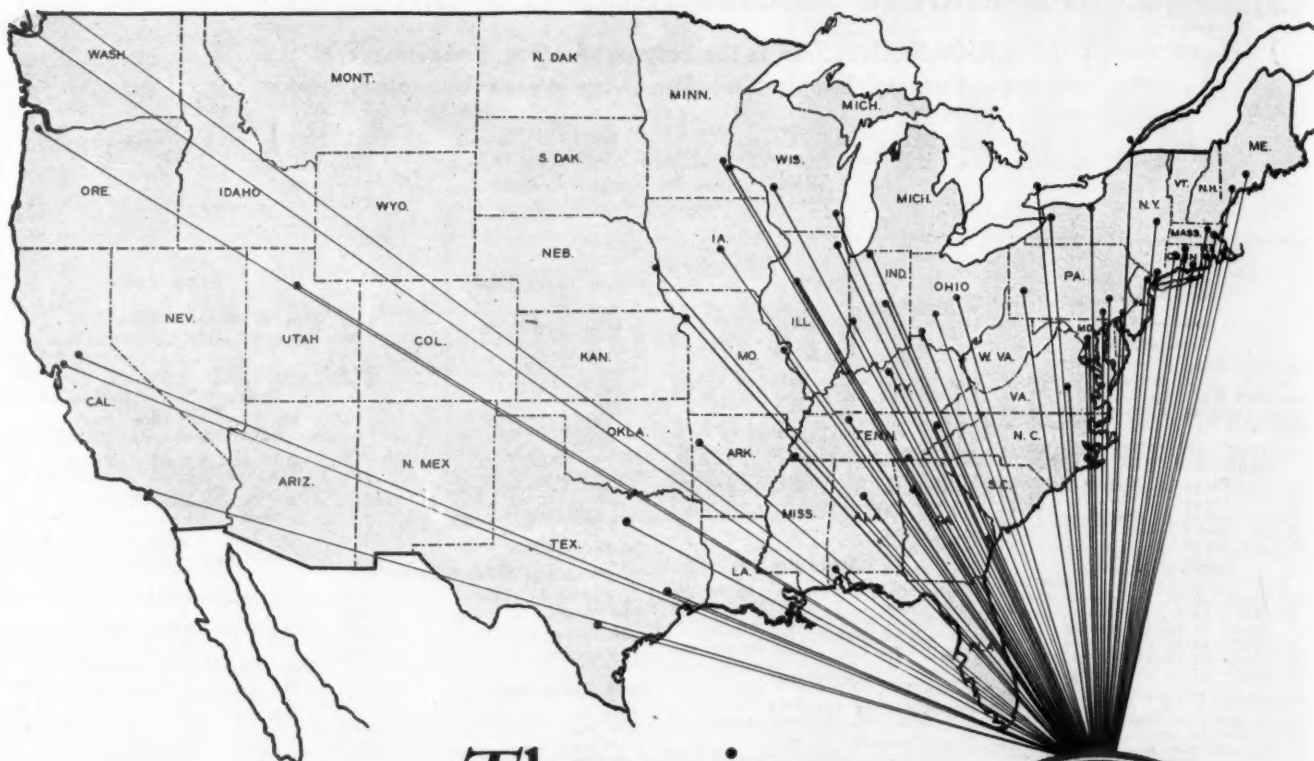 WASH.
MONT.
N. DAK
MINN.
MICH.
ME.
ORE.
IDAHO
S. DAK.
WIS.
VT.
N.H.
WYO.
MICH.
N.Y.
MASS.
NEB.
IA.
IND.
OHIO
PA.
NEV.
UTAH
COL.
ILL
MD.
KAN.
MO.
W. VA.
CAL.
KY.
VA.
OKLA.
TENN.
N. C.
N. MEX
ARK.
ARIZ.
S.C.
MISS.
ALA.
GA.
TEX.
LA.
FLA.